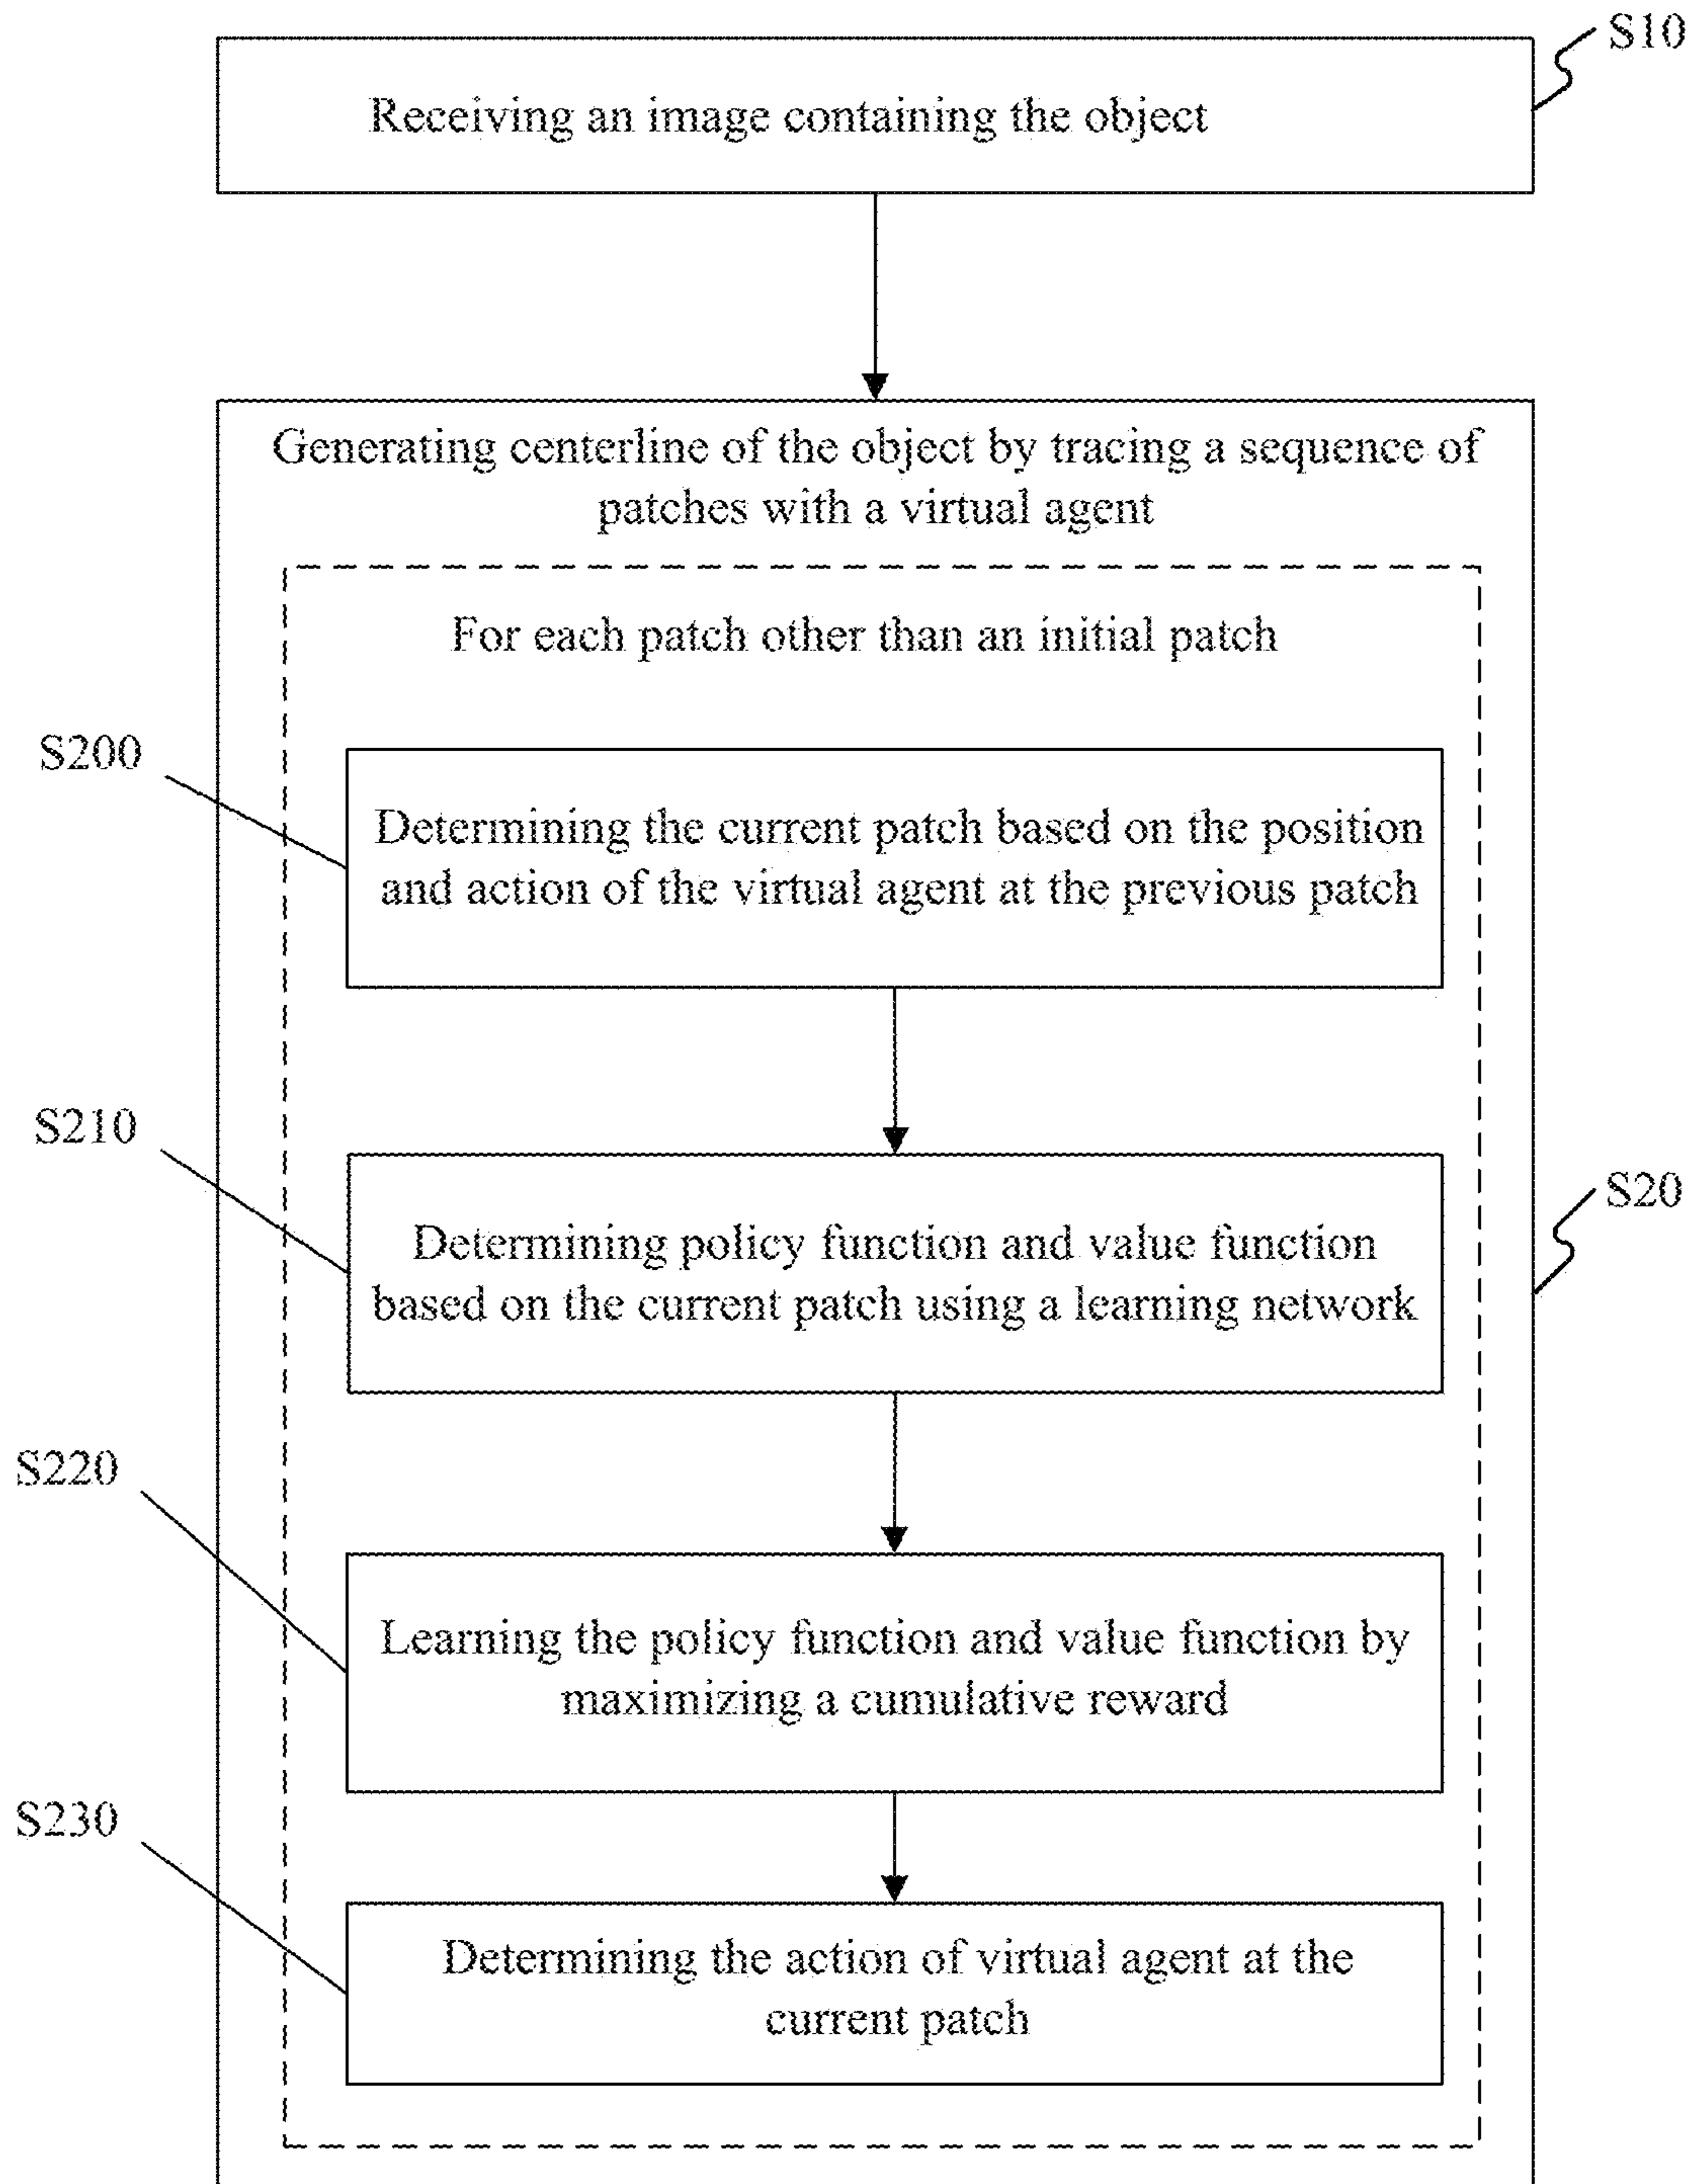 S10
Receiving an image containing the object
Generating centerline of the object by tracing a sequence of
patches with a virtual agent
For each patch other than an initial patch
S200
Determining the current patch based on the position
and action of the virtual agent at the previous patch
S210
Determining policy function and value function
based on the current patch using a learning network
S20
S220
Learning the policy function and value function by
maximizing a cumulative reward
S230
Determining the action of virtual agent at the
current patch